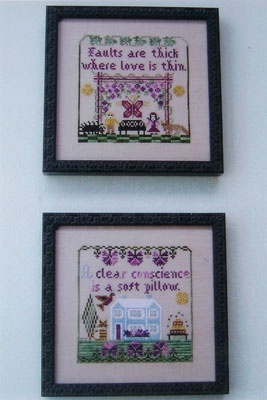 Faults are thick
where love is thin.
A clear conscience
is a soft pillow.